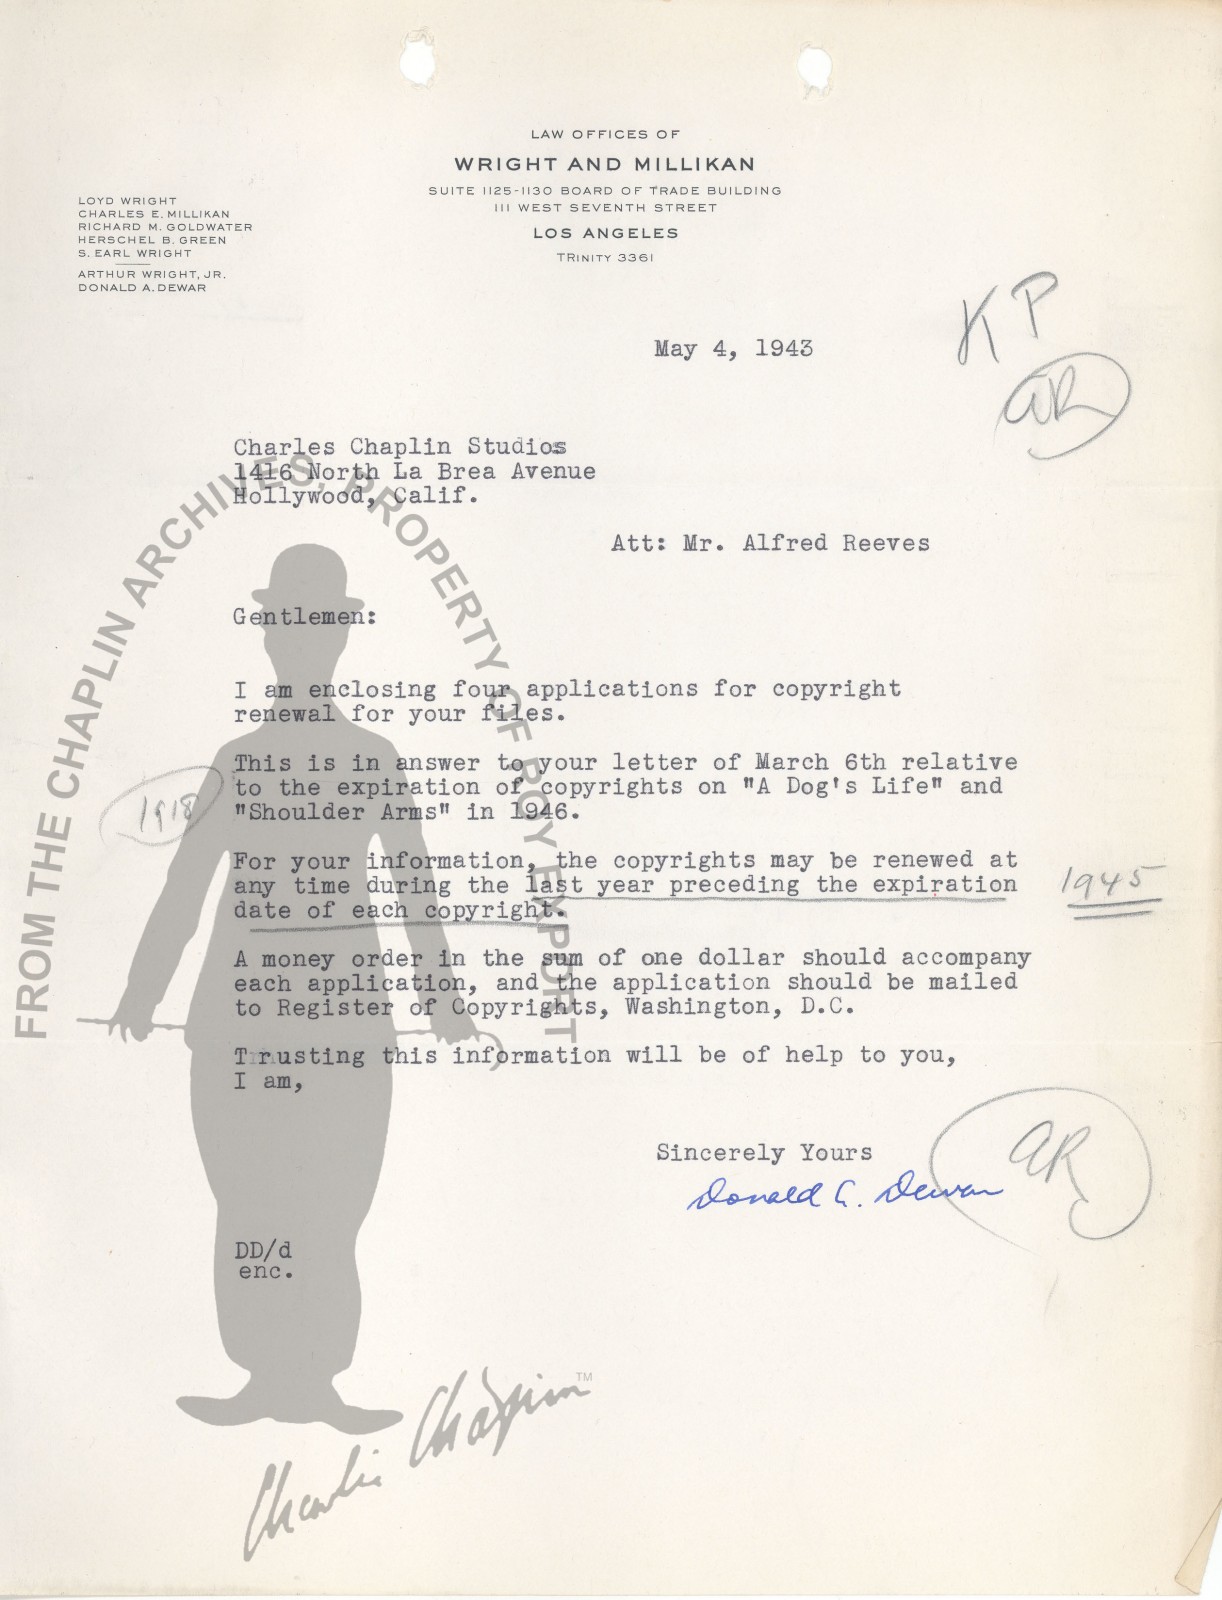 LAW OFFICES OF
WRIGHT AND MILLIKAN
SUITE 1125-1130 BOARD OF TRADE BUILDING
111 WEST SEVENTH STREET
LOS ANGELES
TRINITY 3361
LOYD WRIGHT
CHARLES E. MILLIKAN
RICHARD M. GOLDWATER
HERSCHEL B. GREEN
S. EARL WRIGHT
ARTHUR WRIGHT, JR.
DONALD A. DEWAR
KP
AR
May 4, 1943
Charles Chaplin Studios
1416 North La Brea Avenue
Hollywood, Calif.
Att: Mr. Alfred Reeves
Gentlemen:
I am enclosing four applications for copyright
renewal for your files.
This is in answer to your letter of March 6th relative
to the expiration of copyrights on "A Dog's Life" and
"Shoulder Arms" in 1946.
1918
For your information, the copyrights may be renewed at
any time during the last year preceding the expiration
date of each copyright.
1945
A money order in the sum of one dollar should accompany
each application, and the application should be mailed
to Register of Copyrights, Washington, D.C.
Trusting this information will be of help to you,
I am,
Sincerely Yours
Donald A. Dewar
AR
DD/d
enc.
FROM THE CHAPLIN ARCHIVES, PROPERTY OF ROY EXPORT
Charlie Chaplin TM